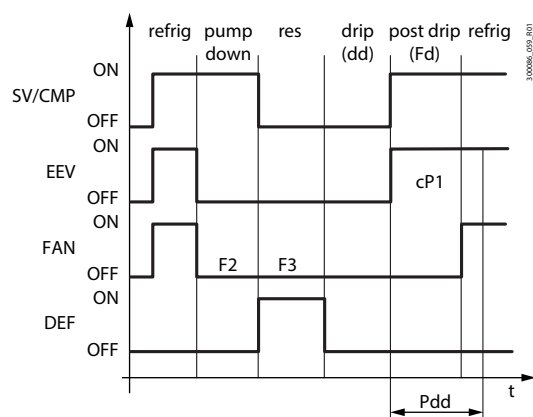 refrig pump down res drip (dd) post drip (Fd) refrig
ON
SV/CMP
OFF
ON
EEV
cP1
OFF
ON
FAN
F2 F3
OFF
ON
DEF
OFF
t
Pdd
300086_059_R01